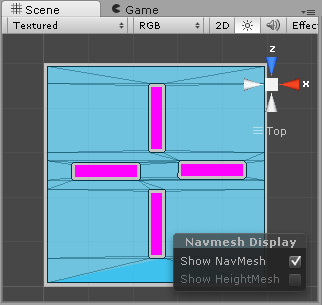 Scene Game
Textured RGB 2D Effec
z
x
Top
Navmesh Display
Show NavMesh
Show HeightMesh